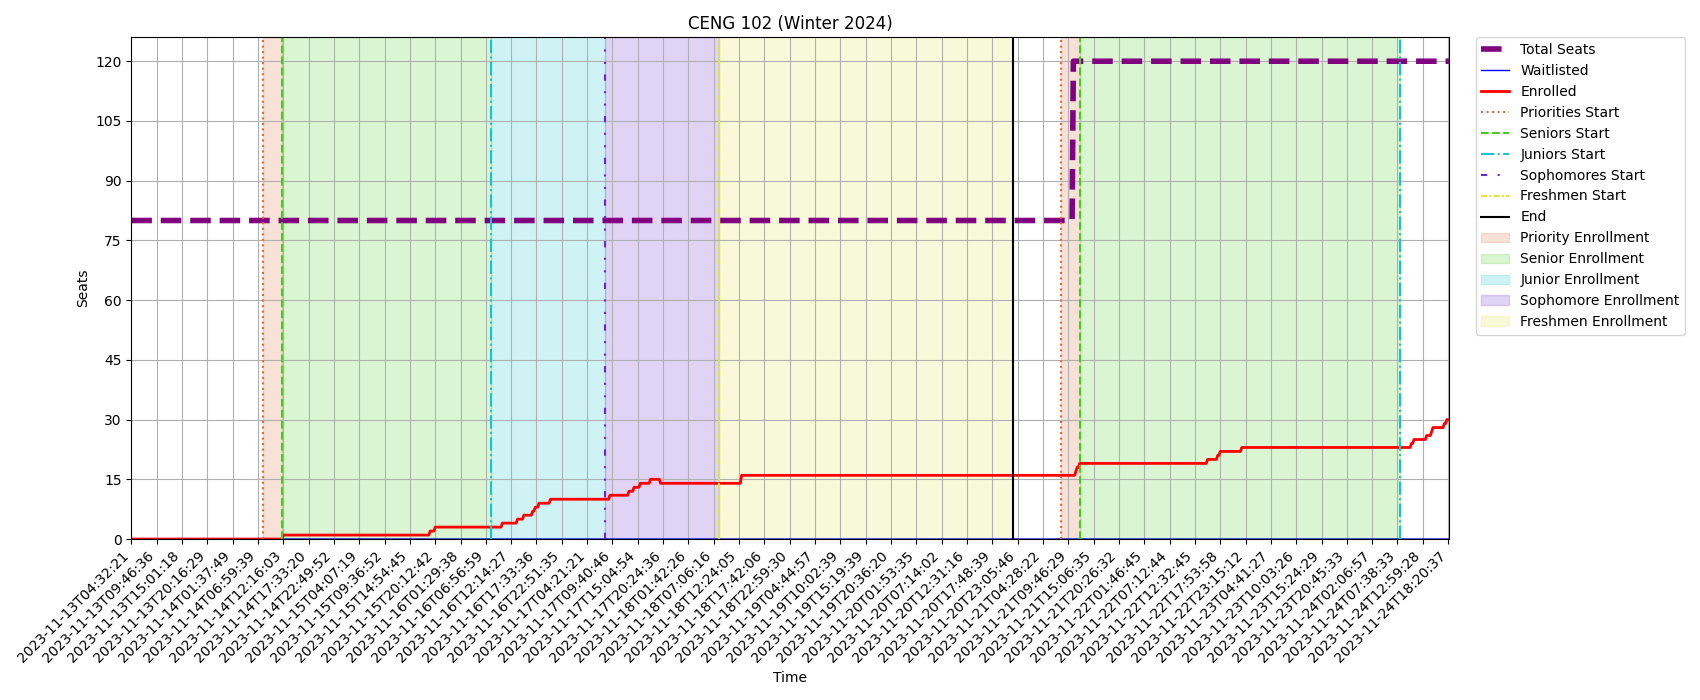 CENG 102 (Winter 2024)
120
105
90
75
60
45
30
15
0
Seats
2023-11-13T04:32:21
2023-11-13T09:46:36
2023-11-13T15:01:18
2023-11-13T20:16:29
2023-11-14T01:37:49
2023-11-14T06:59:39
2023-11-14T12:16:03
2023-11-14T17:33:20
2023-11-14T22:49:52
2023-11-15T04:07:19
2023-11-15T09:36:52
2023-11-15T14:54:45
2023-11-15T20:12:42
2023-11-16T01:29:38
2023-11-16T06:56:59
2023-11-16T12:14:27
2023-11-16T17:33:36
2023-11-16T22:51:35
2023-11-17T04:21:21
2023-11-17T09:40:46
2023-11-17T15:04:54
2023-11-17T20:24:36
2023-11-18T01:42:26
2023-11-18T07:06:16
2023-11-18T12:24:05
2023-11-18T17:42:06
2023-11-18T22:59:30
2023-11-19T04:44:57
2023-11-19T10:02:39
2023-11-19T15:19:39
2023-11-19T20:36:20
2023-11-20T01:53:35
2023-11-20T07:14:02
2023-11-20T12:31:16
2023-11-20T17:48:39
2023-11-20T23:05:46
2023-11-21T04:28:22
2023-11-21T09:46:29
2023-11-21T15:06:35
2023-11-21T20:26:32
2023-11-22T01:46:45
2023-11-22T07:12:44
2023-11-22T12:32:45
2023-11-22T17:53:58
2023-11-22T23:15:12
2023-11-23T04:41:27
2023-11-23T10:03:26
2023-11-23T15:24:29
2023-11-23T20:45:33
2023-11-24T02:06:57
2023-11-24T07:38:33
2023-11-24T12:59:28
2023-11-24T18:20:37
Time
Total Seats
Waitlisted
Enrolled
Priorities Start
Seniors Start
Juniors Start
Sophomores Start
Freshmen Start
End
Priority Enrollment
Senior Enrollment
Junior Enrollment
Sophomore Enrollment
Freshmen Enrollment